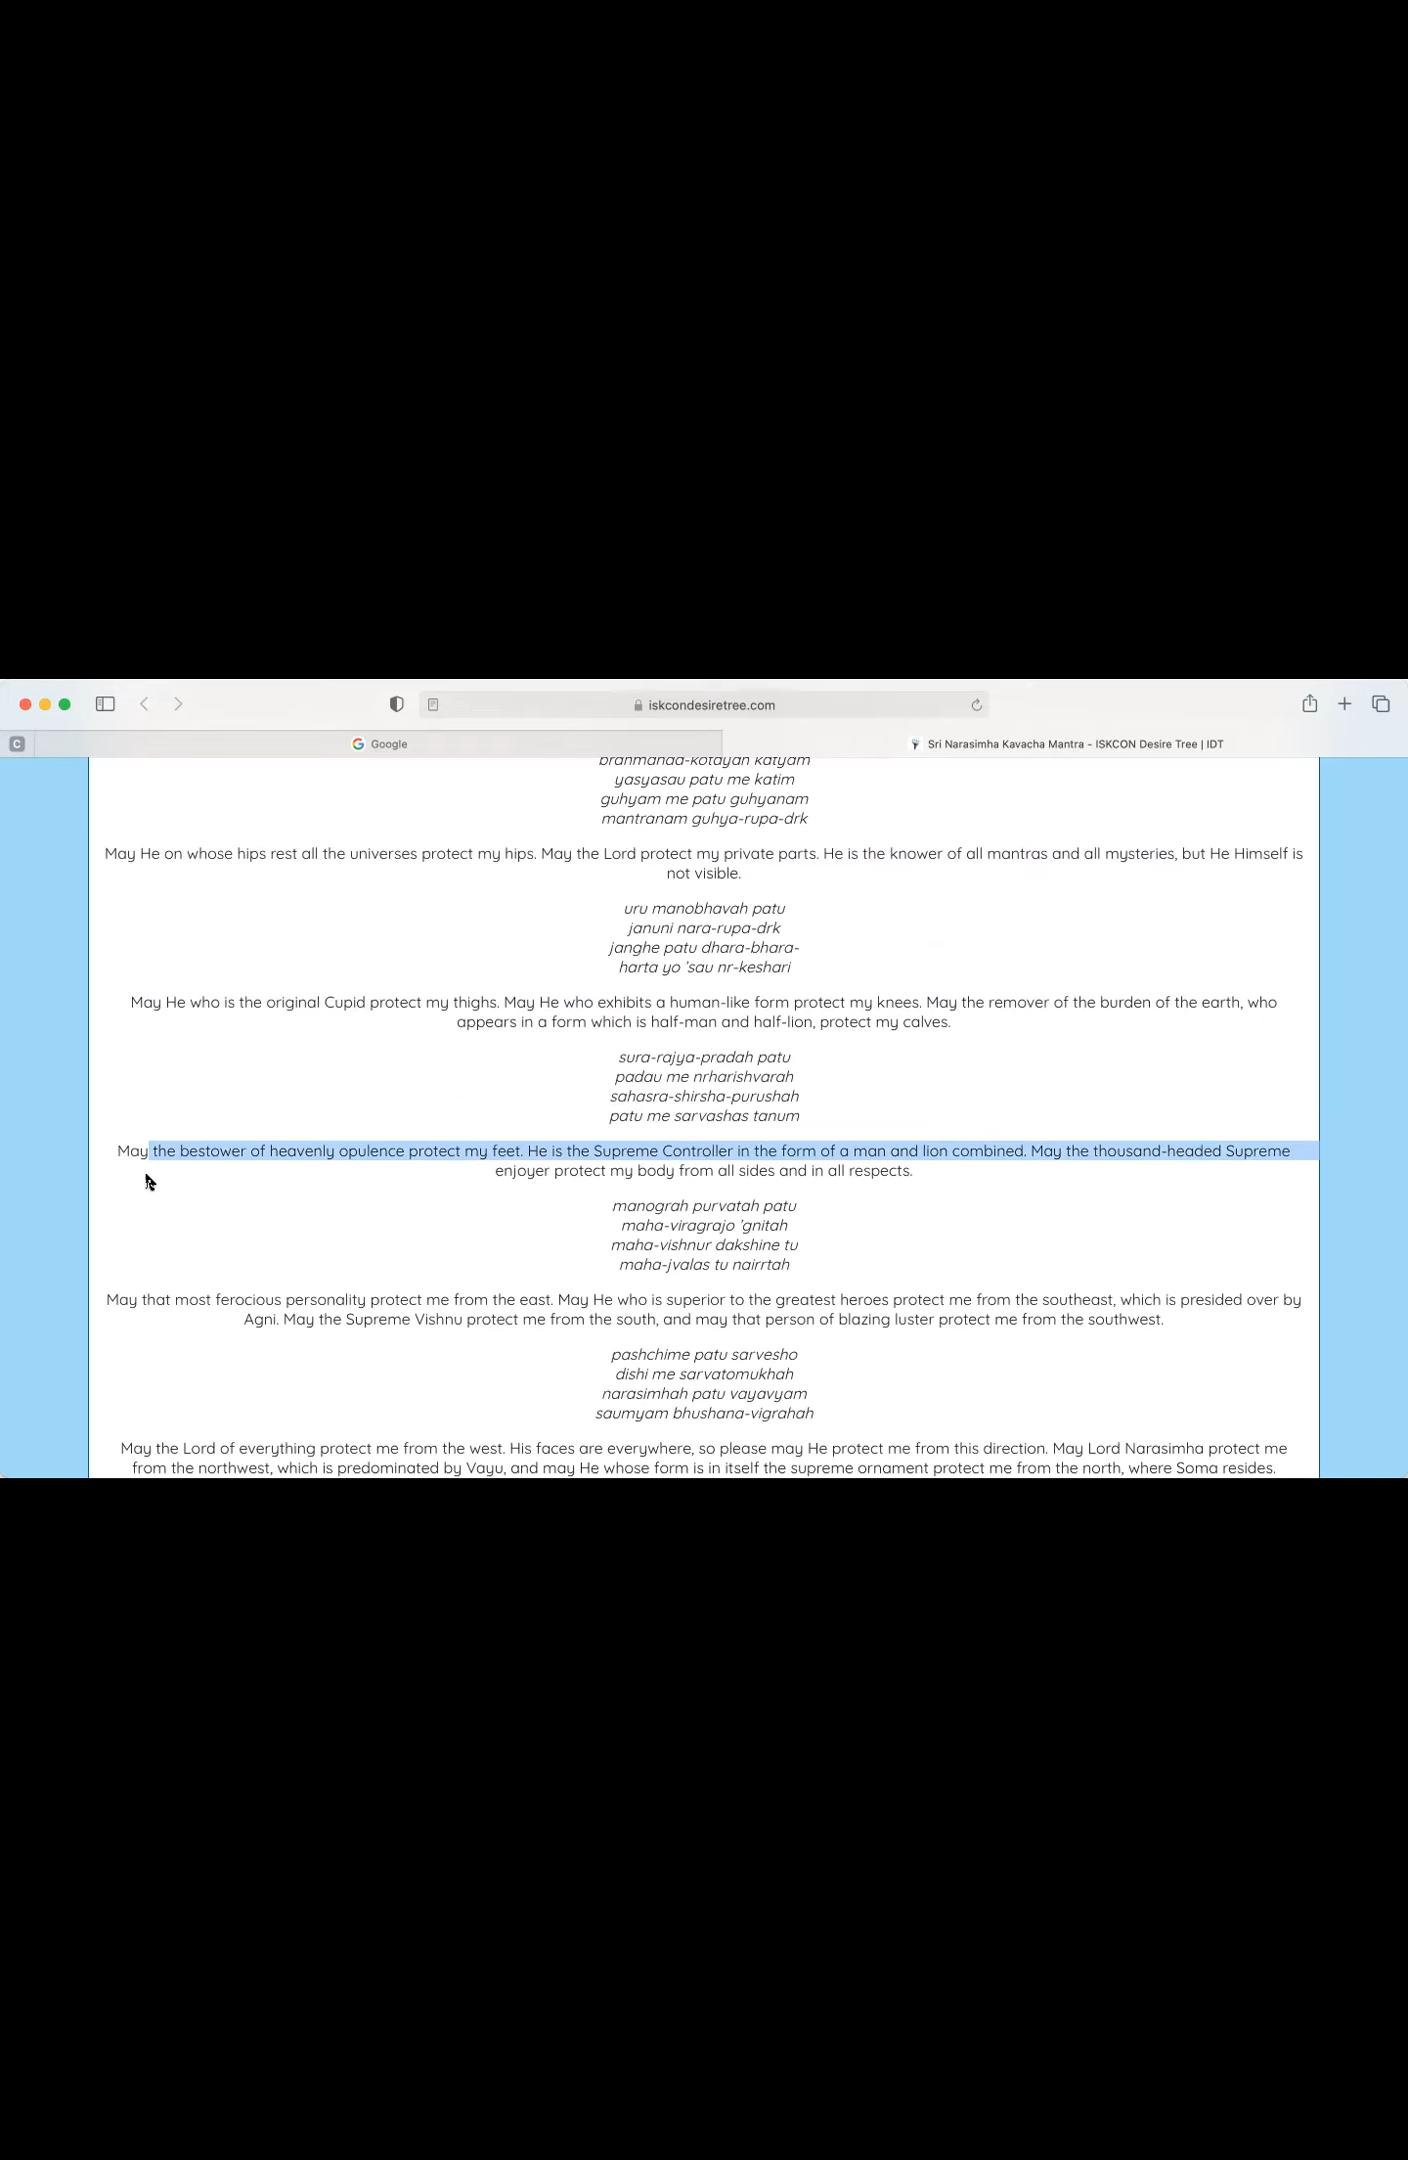 iskcondesiretree.com
C
Google
Sri Narasimha Kavacha Mantra - ISKCON Desire Tree | IDT
brahmanda-kotayah katyam
yasyasau patu me katim
guhyam me patu guhyanam
mantranam guhya-rupa-drk
May He on whose hips rest all the universes protect my hips. May the Lord protect my private parts. He is the knower of all mantras and all mysteries, but He Himself is
not visible.
uru manobhavah patu
januni nara-rupa-drk
janghe patu dhara-bhara-
harta yo 'sau nr-keshari
May He who is the original Cupid protect my thighs. May He who exhibits a human-like form protect my knees. May the remover of the burden of the earth, who
appears in a form which is half-man and half-lion, protect my calves.
sura-rajya-pradah patu
padau me nrharishvarah
sahasra-shirsha-purushah
patu me sarvashas tanum
May the bestower of heavenly opulence protect my feet. He is the Supreme Controller in the form of a man and lion combined. May the thousand-headed Supreme
enjoyer protect my body from all sides and in all respects.
manograh purvatah patu
maha-viragrajo 'gnitah
maha-vishnur dakshine tu
maha-jvalas tu nairrtah
May that most ferocious personality protect me from the east. May He who is superior to the greatest heroes protect me from the southeast, which is presided over by
Agni. May the Supreme Vishnu protect me from the south, and may that person of blazing luster protect me from the southwest.
pashchime patu sarvesho
dishi me sarvatomukhah
narasimhah patu vayavyam
saumyam bhushana-vigrahah
May the Lord of everything protect me from the west. His faces are everywhere, so please may He protect me from this direction. May Lord Narasimha protect me
from the northwest, which is predominated by Vayu, and may He whose form is in itself the supreme ornament protect me from the north, where Soma resides.